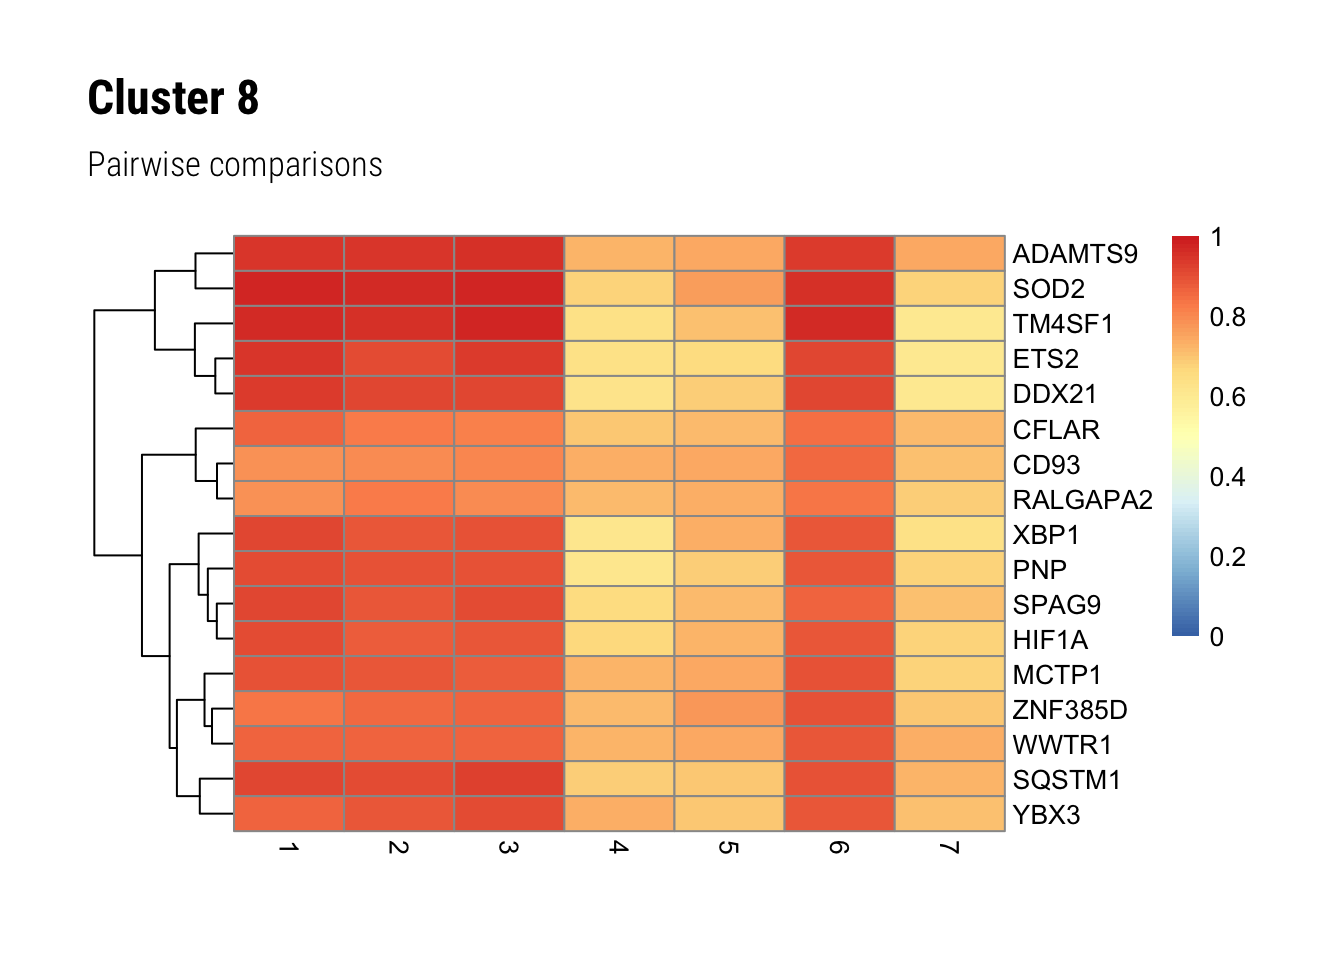 Cluster 8
Pairwise comparisons
ADAMTS9
SOD2
TM4SF1
ETS2
DDX21
CFLAR
CD93
RALGAPA2
XBP1
PNP
SPAG9
HIF1A
MCTP1
ZNF385D
WWTR1
SQSTM1
YBX3
1 2 3 4 5 6 7
1
0.8
0.6
0.4
0.2
0